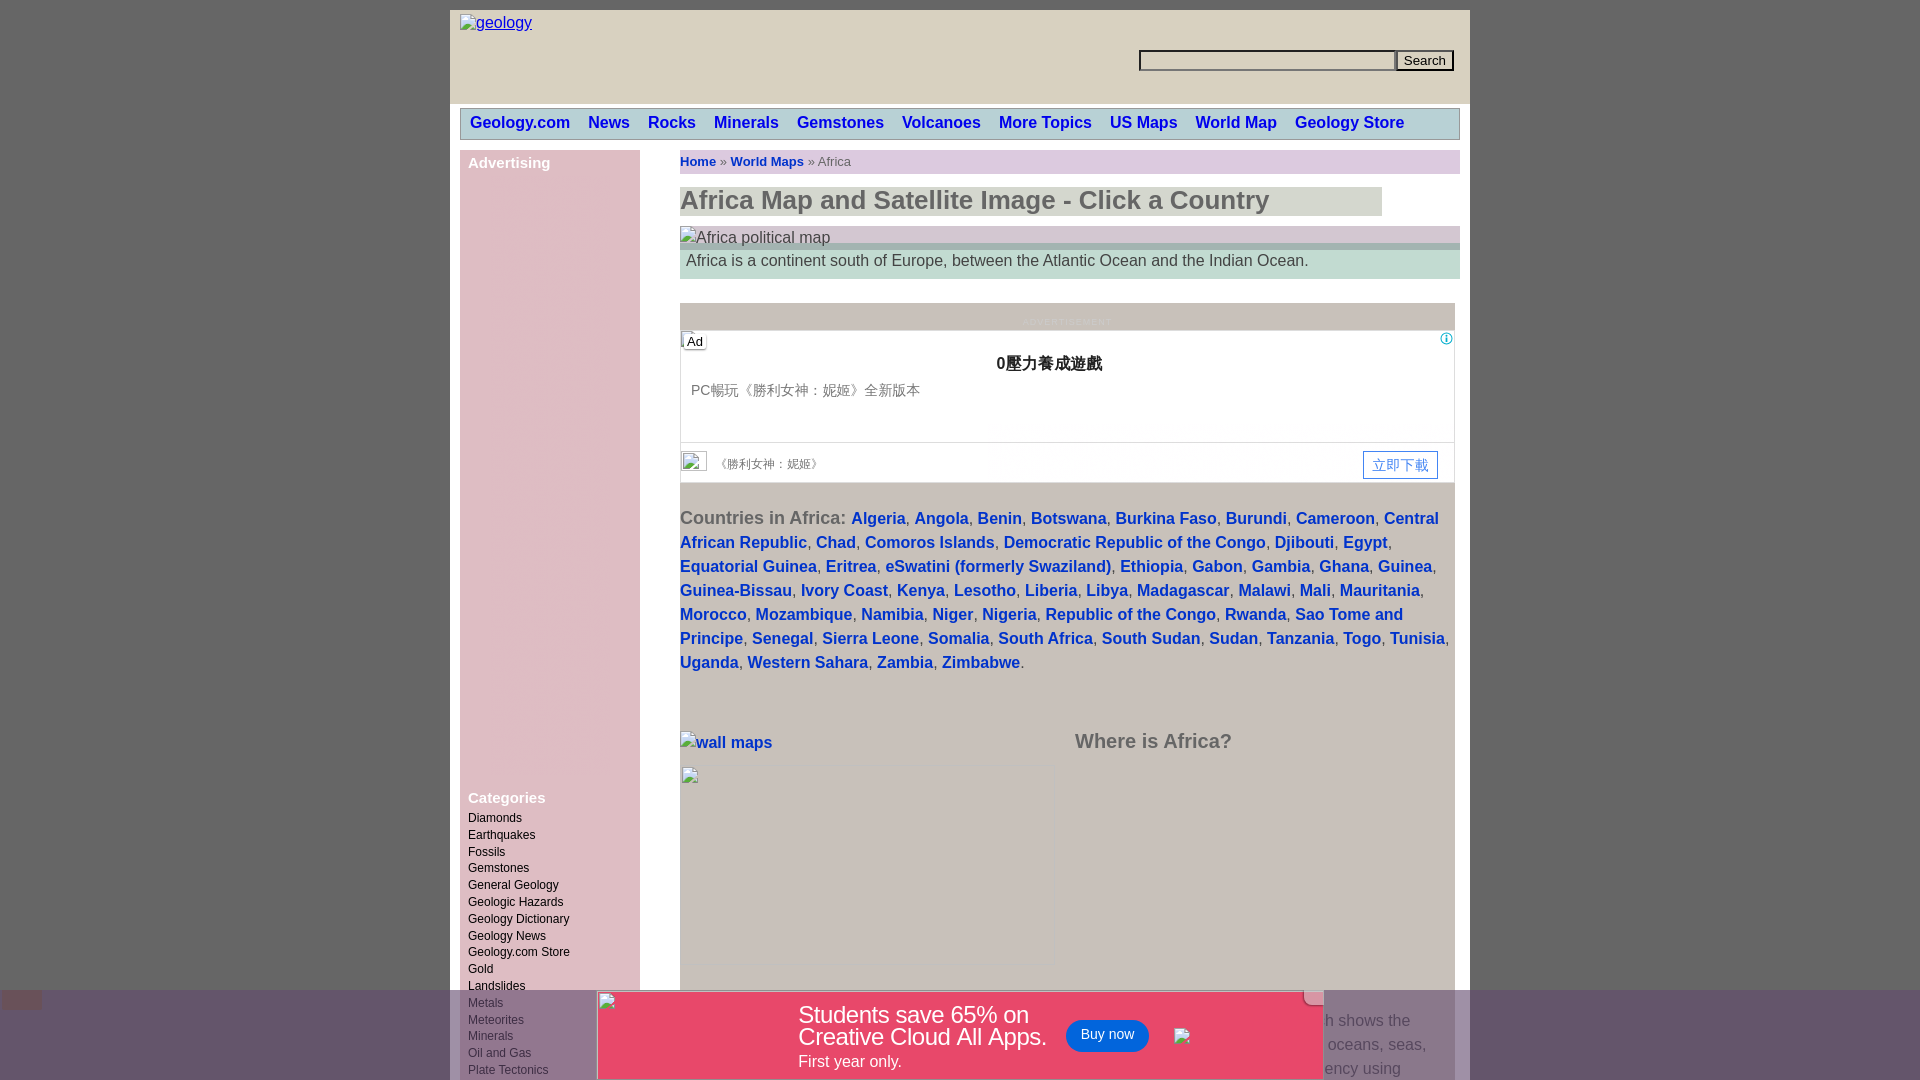 geology
Search
Geology.com News Rocks Minerals Gemstones Volcanoes More Topics US Maps World Map Geology Store
Advertising
Home » World Maps » Africa
Africa Map and Satellite Image - Click a Country
Africa political map
Africa is a continent south of Europe, between the Atlantic Ocean and the Indian Ocean.
ADVERTISEMENT
Ad
0壓力養成遊戲
PC暢玩《勝利女神：妮姬》全新版本
《勝利女神：妮姬》
立即下載
Countries in Africa: Algeria, Angola, Benin, Botswana, Burkina Faso, Burundi, Cameroon, Central
African Republic, Chad, Comoros Islands, Democratic Republic of the Congo, Djibouti, Egypt,
Equatorial Guinea, Eritrea, eSwatini (formerly Swaziland), Ethiopia, Gabon, Gambia, Ghana, Guinea,
Guinea-Bissau, Ivory Coast, Kenya, Lesotho, Liberia, Libya, Madagascar, Malawi, Mali, Mauritania,
Morocco, Mozambique, Namibia, Niger, Nigeria, Republic of the Congo, Rwanda, Sao Tome and
Principe, Senegal, Sierra Leone, Somalia, South Africa, South Sudan, Sudan, Tanzania, Togo, Tunisia,
Uganda, Western Sahara, Zambia, Zimbabwe.
wall maps
Where is Africa?
Categories
Diamonds
Earthquakes
Fossils
Gemstones
General Geology
Geologic Hazards
Geology Dictionary
Geology News
Geology.com Store
Gold
Landslides
Metals
Meteorites
Minerals
Oil and Gas
Plate Tectonics
Students save 65% on
Creative Cloud All Apps.
First year only.
Buy now
h shows the
oceans, seas,
ency using